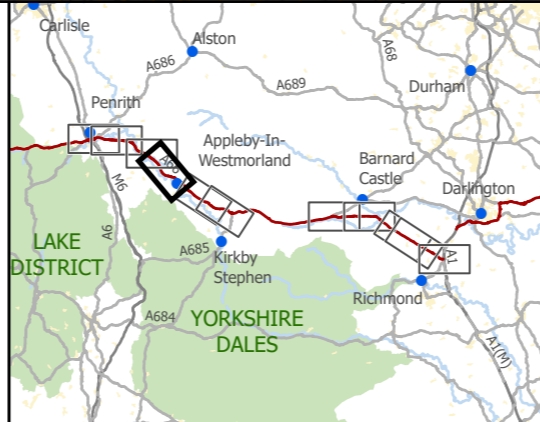 Carlisle
Alston
A68
A686
A689
Durham
Penrith
Appleby-In-
Westmorland
Barnard
Castle
Darlington
A66
M6
A6
LAKE
DISTRICT
A685
Kirkby
Stephen
A1
Richmond
A684
YORKSHIRE
DALES
A1(M)